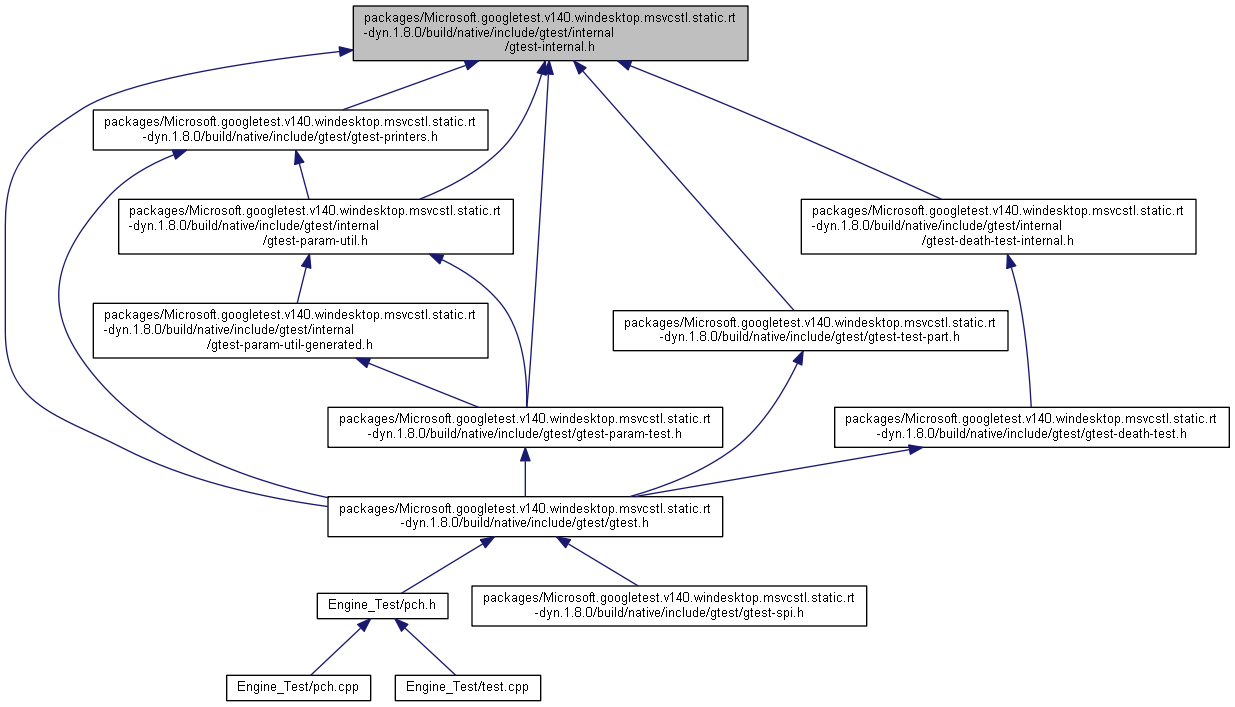 packages/Microsoft.googletest.v140.windesktop.msvcstl.static.rt
-dyn.1.8.0/build/native/include/gtest/internal
/gtest-internal.h
packages/Microsoft.googletest.v140.windesktop.msvcstl.static.rt
-dyn.1.8.0/build/native/include/gtest/gtest-printers.h
packages/Microsoft.googletest.v140.windesktop.msvcstl.static.rt
-dyn.1.8.0/build/native/include/gtest/internal
/gtest-param-util.h
packages/Microsoft.googletest.v140.windesktop.msvcstl.static.rt
-dyn.1.8.0/build/native/include/gtest/internal
/gtest-death-test-internal.h
packages/Microsoft.googletest.v140.windesktop.msvcstl.static.rt
-dyn.1.8.0/build/native/include/gtest/internal
/gtest-param-util-generated.h
packages/Microsoft.googletest.v140.windesktop.msvcstl.static.rt
-dyn.1.8.0/build/native/include/gtest/gtest-test-part.h
packages/Microsoft.googletest.v140.windesktop.msvcstl.static.rt
-dyn.1.8.0/build/native/include/gtest/gtest-param-test.h
packages/Microsoft.googletest.v140.windesktop.msvcstl.static.rt
-dyn.1.8.0/build/native/include/gtest/gtest-death-test.h
packages/Microsoft.googletest.v140.windesktop.msvcstl.static.rt
-dyn.1.8.0/build/native/include/gtest/gtest.h
Engine_Test/pch.h
packages/Microsoft.googletest.v140.windesktop.msvcstl.static.rt
-dyn.1.8.0/build/native/include/gtest/gtest-spi.h
Engine_Test/pch.cpp
Engine_Test/test.cpp